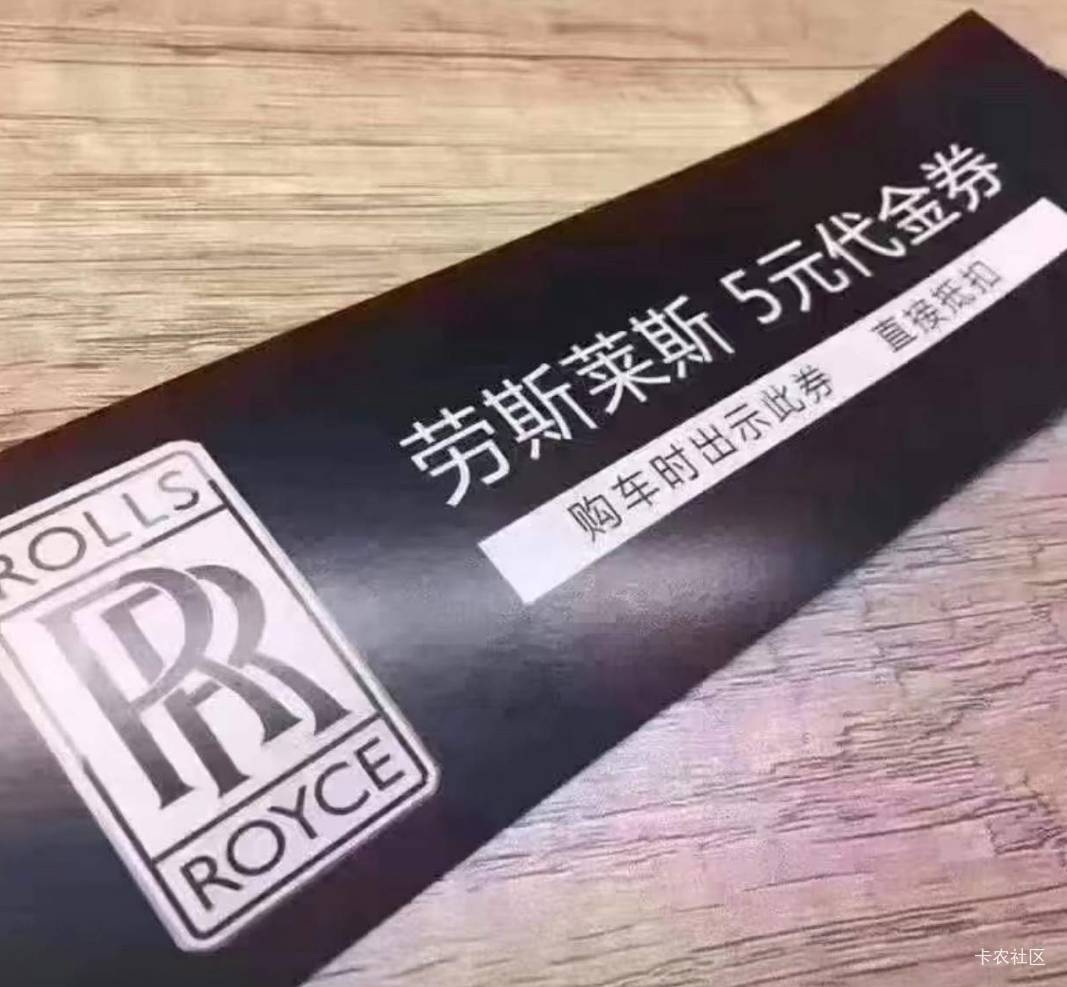 劳斯莱斯 5元代金券
购车时出示此券 直接抵扣
ROLLS
RR
ROYCE
卡农社区